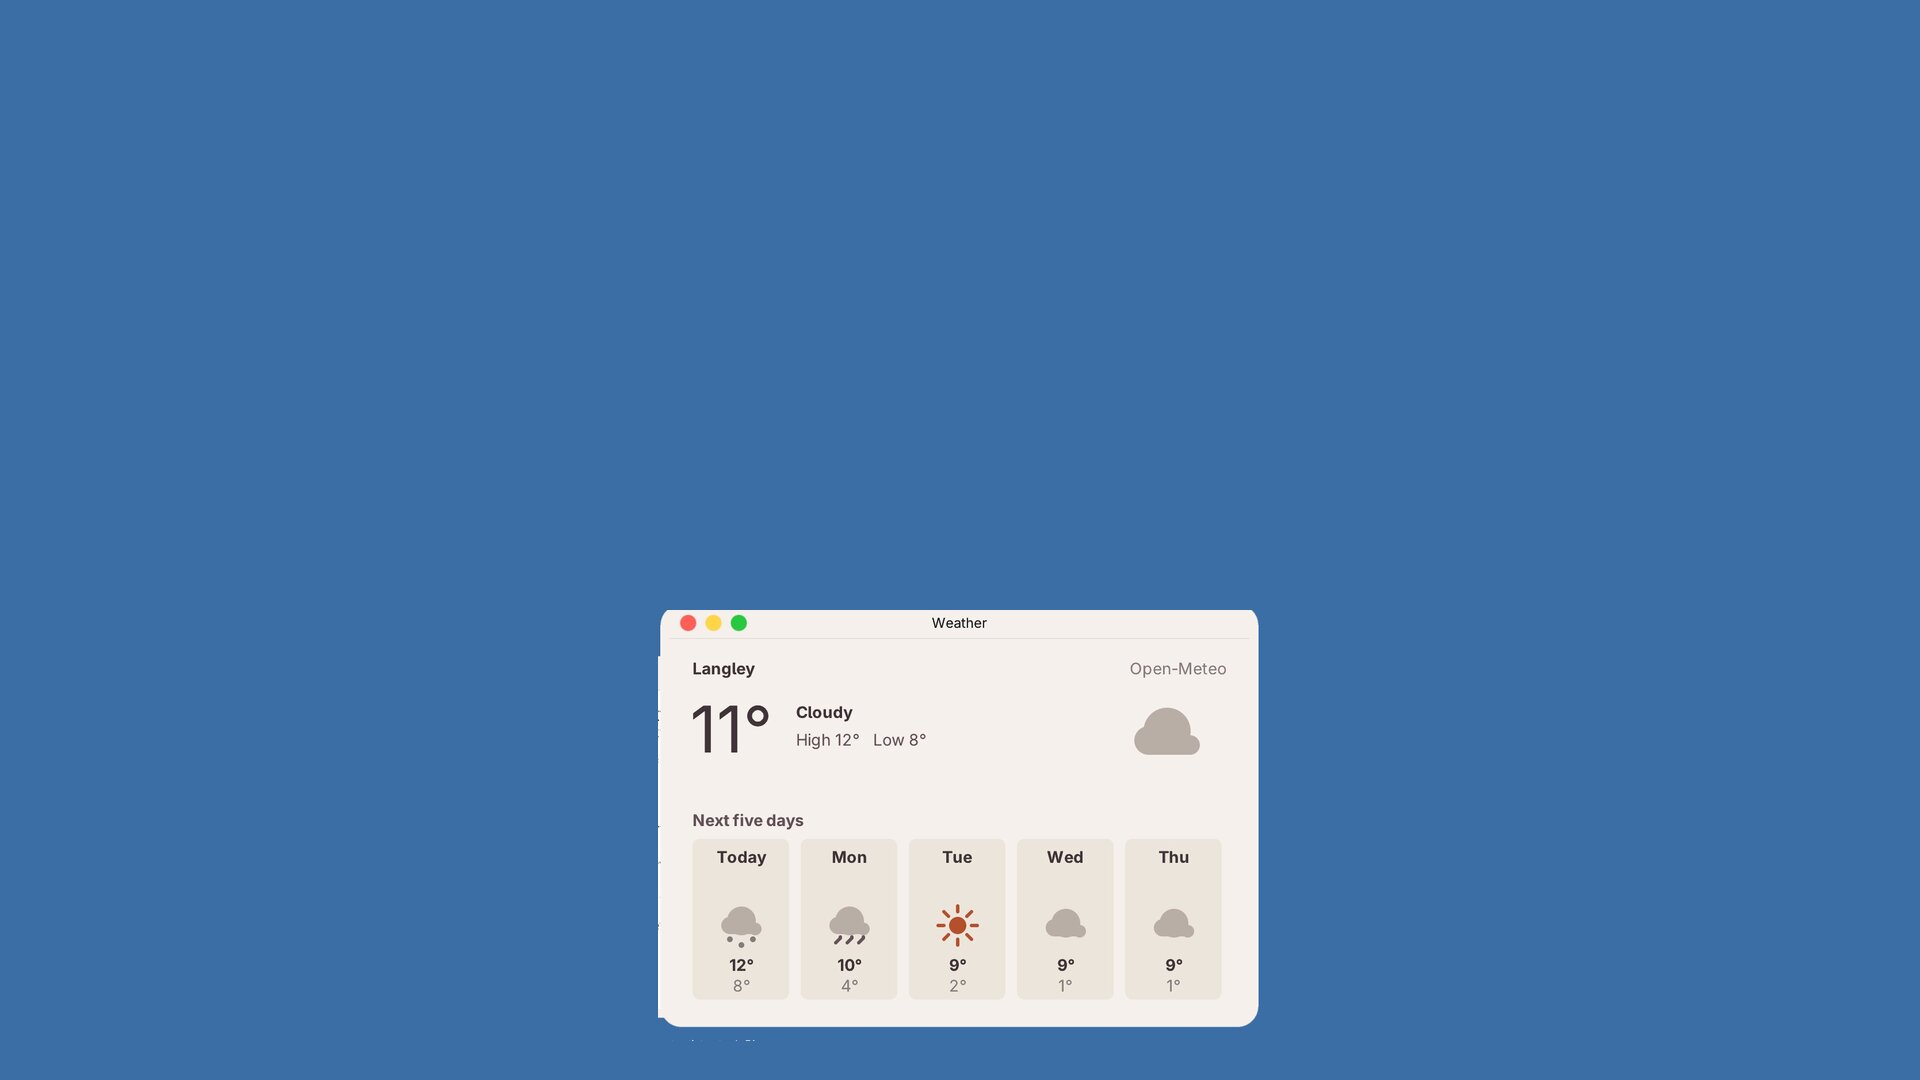 Weather
Langley
Open-Meteo
11°
Cloudy
High 12° Low 8°
Next five days
Today Mon Tue Wed Thu
12° 10° 9° 9° 9°
8° 4° 2° 1° 1°